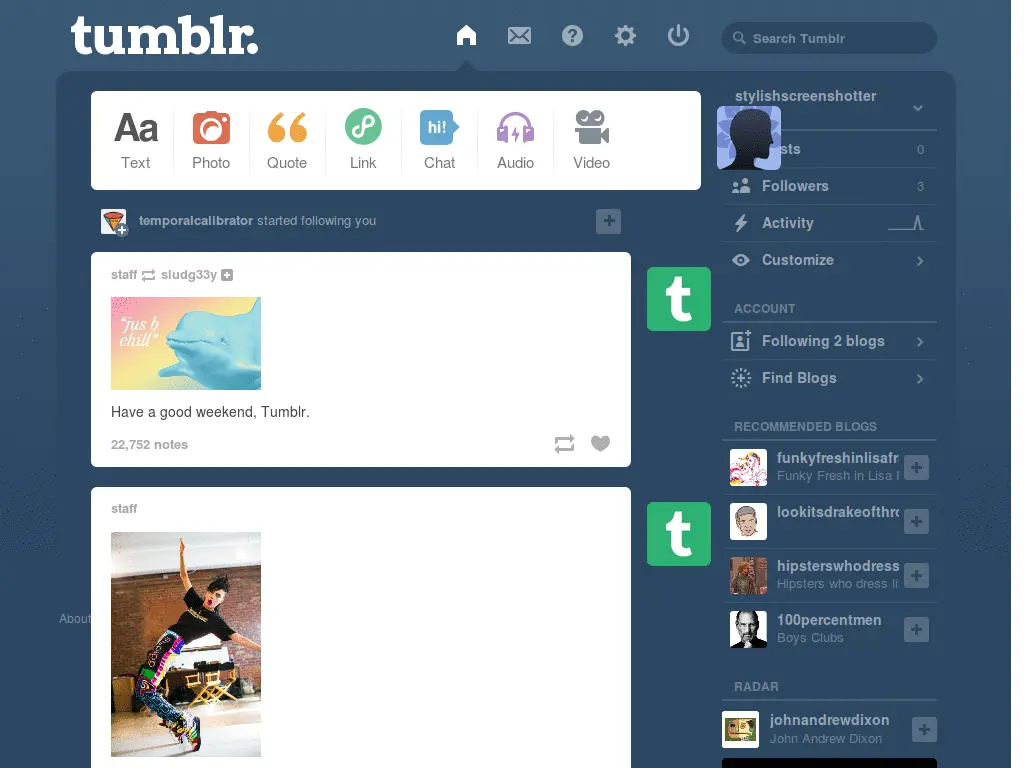 tumblr.
Search Tumblr
Aa
hi!
Text
Photo
Quote
Link
Chat
Audio
Video
temporalcalibrator started following you
staff sludg33y
"jus b
chill"
Have a good weekend, Tumblr.
22,752 notes
t
staff
t
About
stylishscreenshotter
sts 0
Followers 3
Activity
Customize
ACCOUNT
Following 2 blogs
Find Blogs
RECOMMENDED BLOGS
funkyfreshinlisafr
Funky Fresh in Lisa
lookitsdrakeofthro
hipsterswhodress
Hipsters who dress li
100percentmen
Boys Clubs
RADAR
johnandrewdixon
John Andrew Dixon